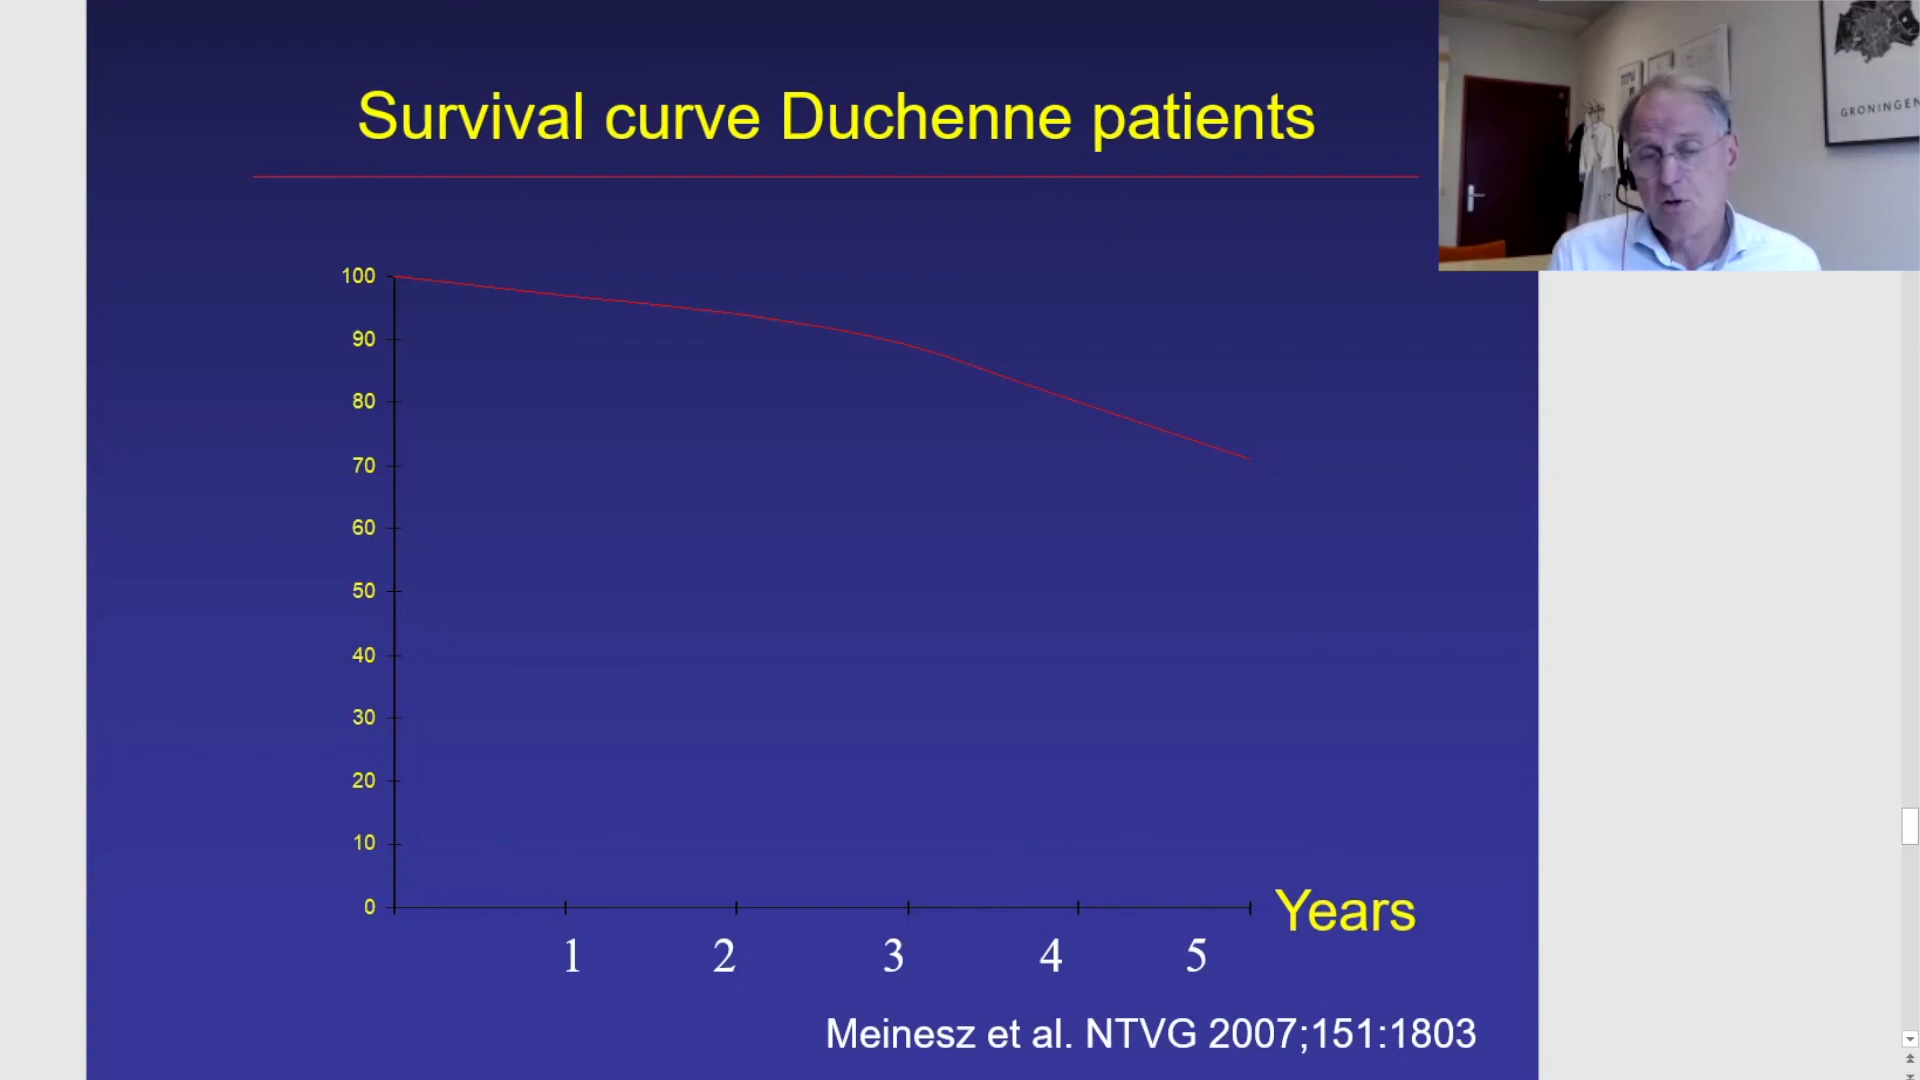 Survival curve Duchenne patients
GRONINGEN
100
90
80
70
60
50
40
30
20
10
0
Years
1 2 3 4 5
Meinesz et al. NTVG 2007;151:1803